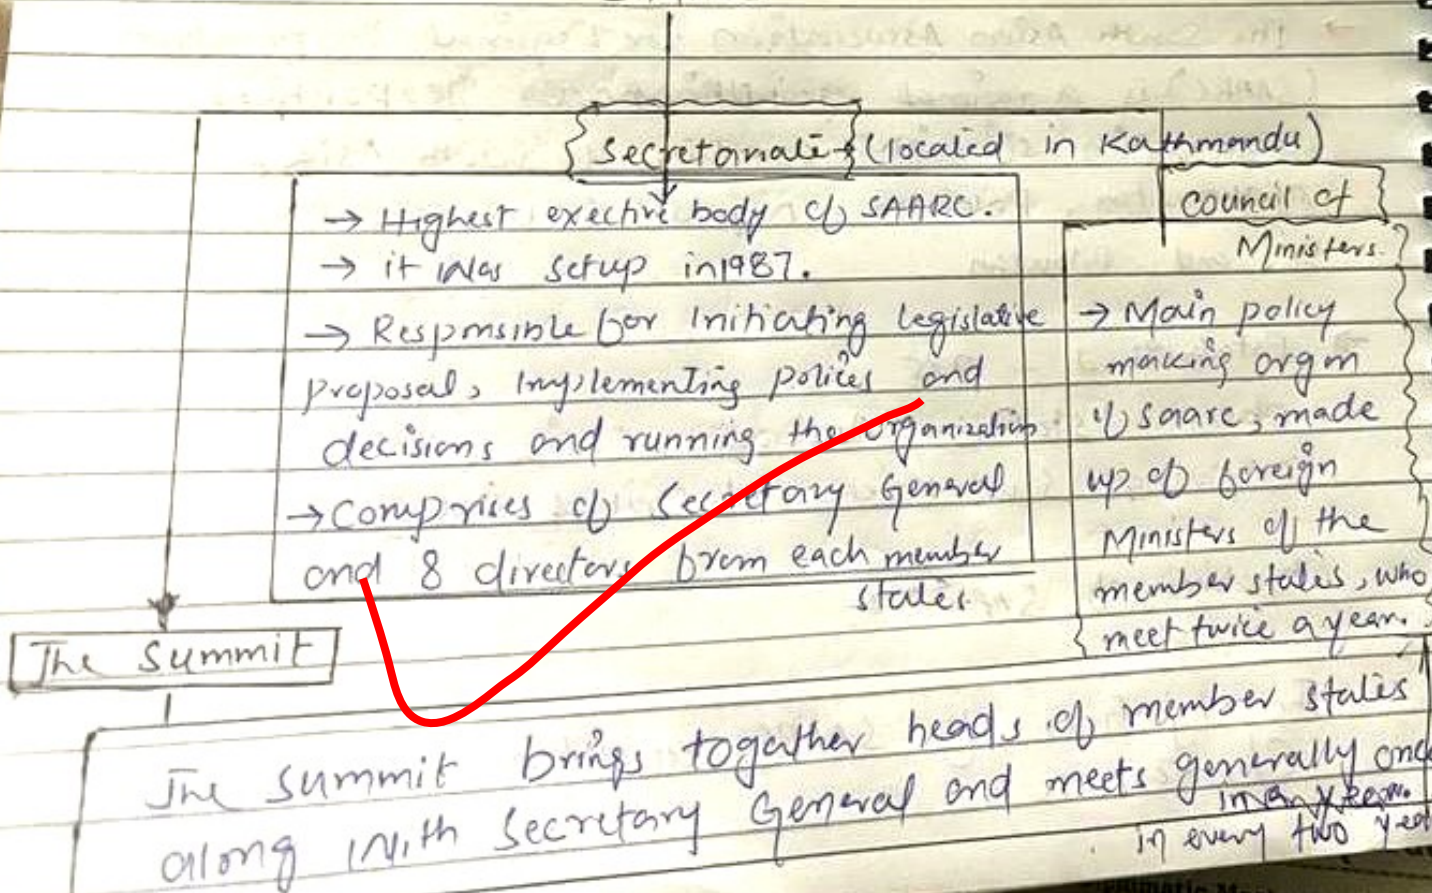 Secretariate (located in Kathmandu)
→ Highest exective body of SAARC.
→ it was setup in 1987.
→ Responsible for Initiating legislative
proposal, Implementing polices and
decisions and running the organization
→ Comprises of Secretary General
and 8 directors from each member
states.
council of
Ministers.
→ Main policy
making organ
of saarc, made
up of foreign
Ministers of the
member states, who
meet twice a year.
The Summit
The summit brings togather heads of member states
along with Secretary General and meets generally once
in every two year